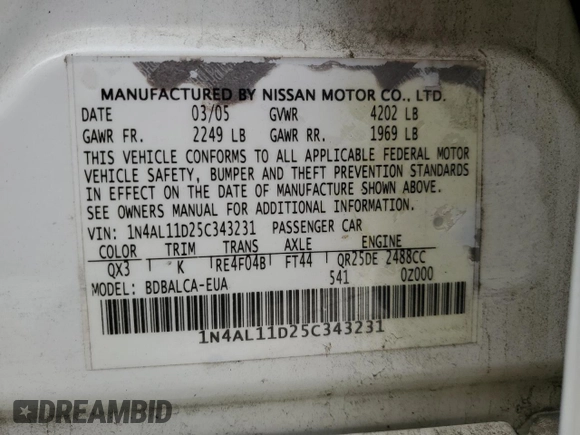 MANUFACTURED BY NISSAN MOTOR CO., LTD.
DATE 03/05 GVWR 4202 LB
GAWR FR. 2249 LB GAWR RR. 1969 LB
THIS VEHICLE CONFORMS TO ALL APPLICABLE FEDERAL MOTOR
VEHICLE SAFETY, BUMPER AND THEFT PREVENTION STANDARDS
IN EFFECT ON THE DATE OF MANUFACTURE SHOWN ABOVE.
SEE OWNERS MANUAL FOR ADDITIONAL INFORMATION.
VIN: 1N4AL11D25C343231 PASSENGER CAR
COLOR TRIM TRANS AXLE ENGINE
QX3 K RE4F04B FT44 QR25DE 2488CC
MODEL: BDBALCA-EUA 541 0Z000
1N4AL11D25C343231
DREAMBID